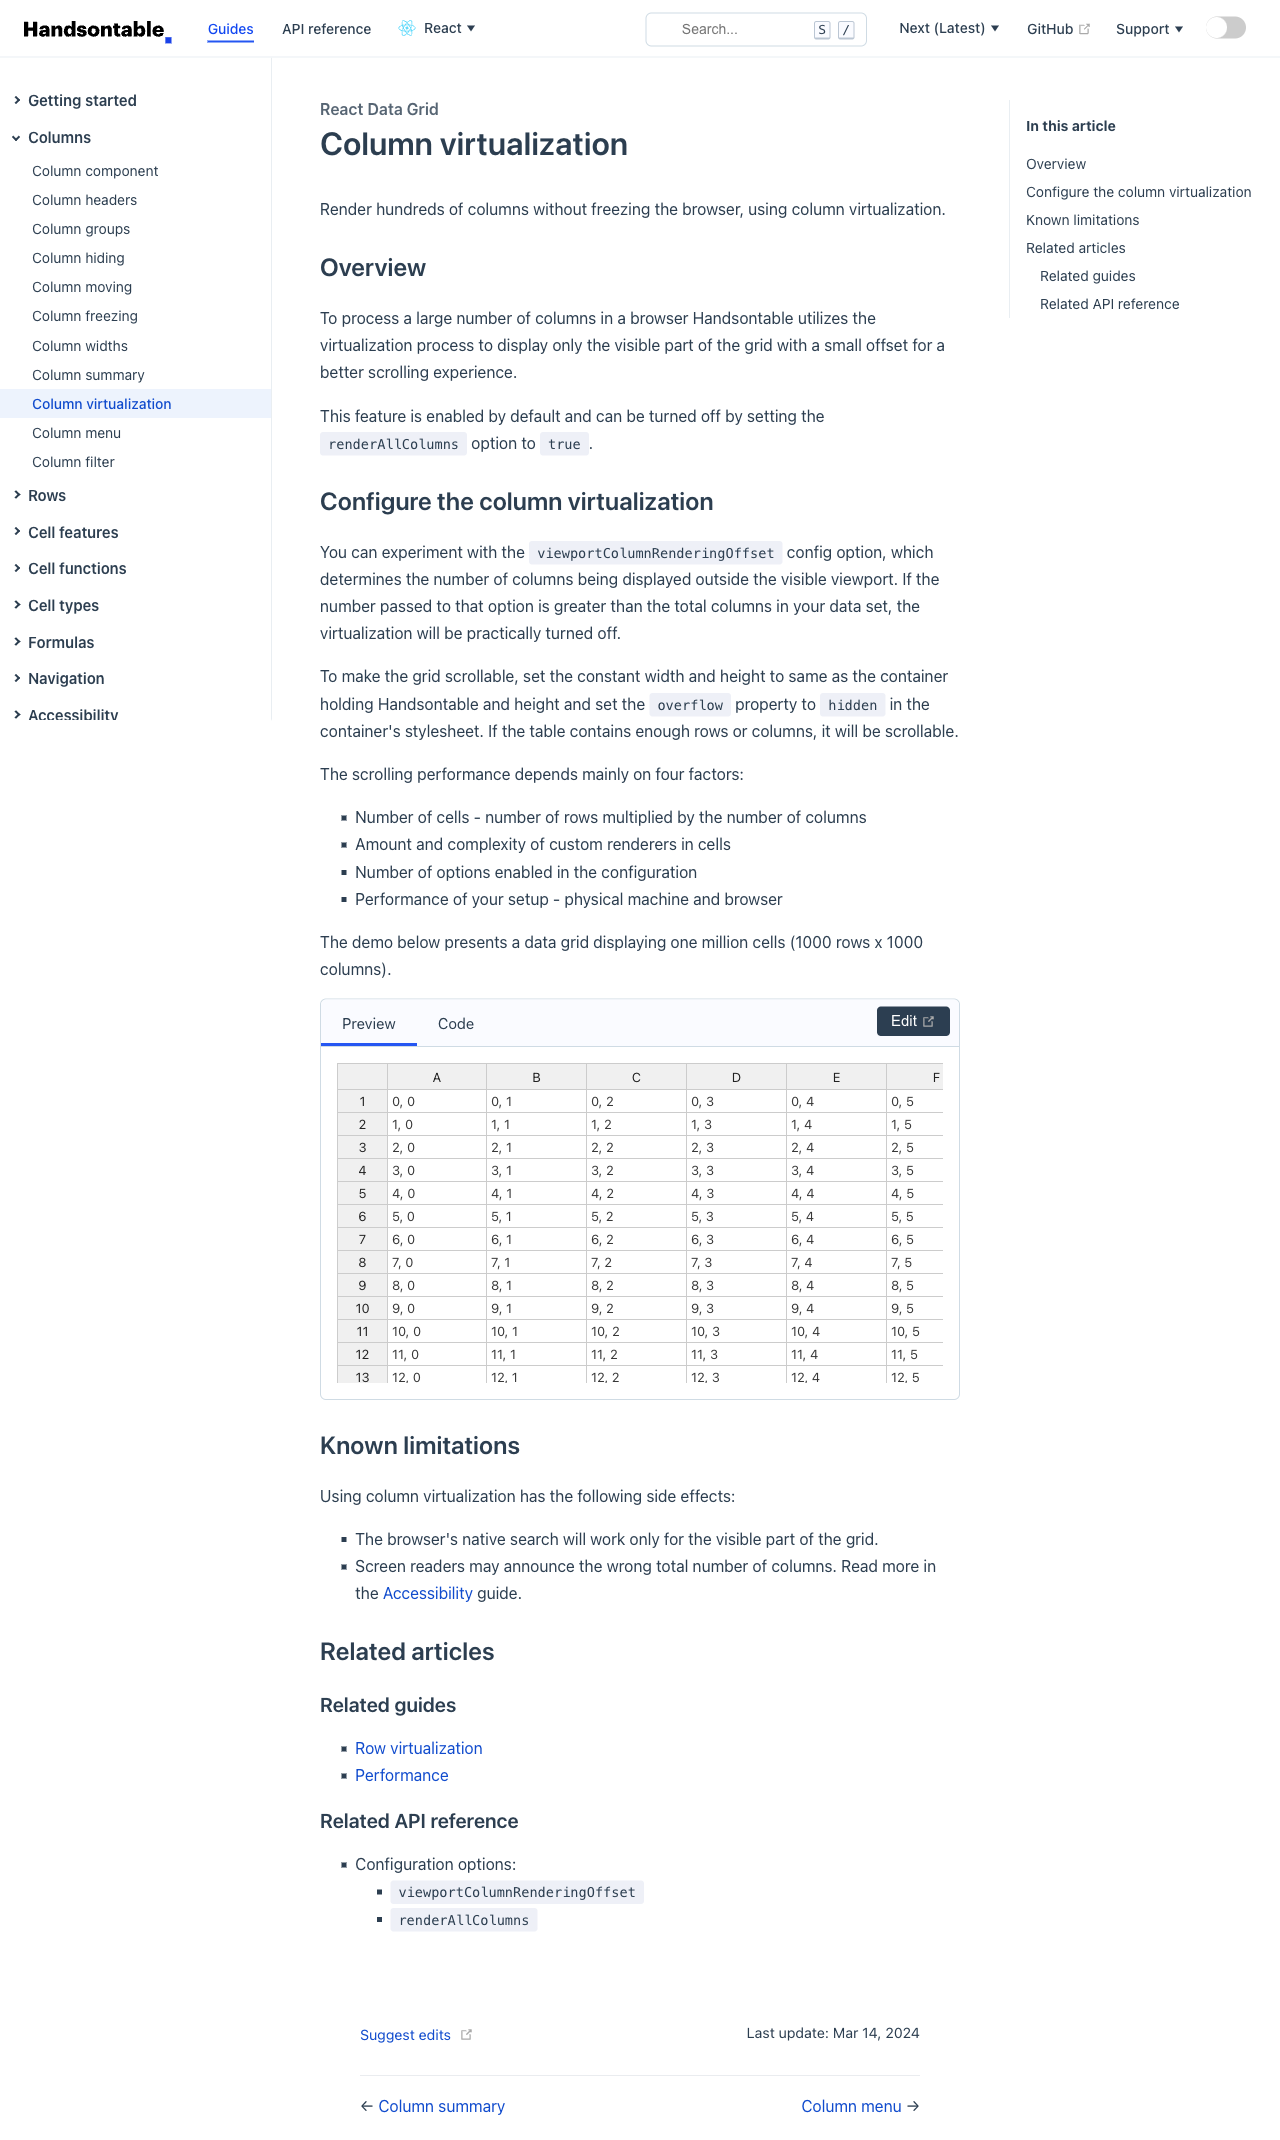 Handsontable.
Guides
API reference
React
Search...
S
/
Next (Latest)
GitHub
Support
Getting started
Columns
Column component
Column headers
Column groups
Column hiding
Column moving
Column freezing
Column widths
Column summary
Column virtualization
Column menu
Column filter
Rows
Cell features
Cell functions
Cell types
Formulas
Navigation
Accessibility
React Data Grid
Column virtualization
Render hundreds of columns without freezing the browser, using column virtualization.
Overview
To process a large number of columns in a browser Handsontable utilizes the
virtualization process to display only the visible part of the grid with a small offset for a
better scrolling experience.
This feature is enabled by default and can be turned off by setting the
renderAllColumns option to true.
Configure the column virtualization
You can experiment with the viewportColumnRenderingOffset config option, which
determines the number of columns being displayed outside the visible viewport. If the
number passed to that option is greater than the total columns in your data set, the
virtualization will be practically turned off.
To make the grid scrollable, set the constant width and height to same as the container
holding Handsontable and height and set the overflow property to hidden in the
container's stylesheet. If the table contains enough rows or columns, it will be scrollable.
The scrolling performance depends mainly on four factors:
Number of cells - number of rows multiplied by the number of columns
Amount and complexity of custom renderers in cells
Number of options enabled in the configuration
Performance of your setup - physical machine and browser
The demo below presents a data grid displaying one million cells (1000 rows x 1000
columns).
Preview
Code
Edit
A B C D E F
1 0, 0 0, 1 0, 2 0, 3 0, 4 0, 5
2 1, 0 1, 1 1, 2 1, 3 1, 4 1, 5
3 2, 0 2, 1 2, 2 2, 3 2, 4 2, 5
4 3, 0 3, 1 3, 2 3, 3 3, 4 3, 5
5 4, 0 4, 1 4, 2 4, 3 4, 4 4, 5
6 5, 0 5, 1 5, 2 5, 3 5, 4 5, 5
7 6, 0 6, 1 6, 2 6, 3 6, 4 6, 5
8 7, 0 7, 1 7, 2 7, 3 7, 4 7, 5
9 8, 0 8, 1 8, 2 8, 3 8, 4 8, 5
10 9, 0 9, 1 9, 2 9, 3 9, 4 9, 5
11 10, 0 10, 1 10, 2 10, 3 10, 4 10, 5
12 11, 0 11, 1 11, 2 11, 3 11, 4 11, 5
13 12, 0 12, 1 12, 2 12, 3 12, 4 12, 5
Known limitations
Using column virtualization has the following side effects:
The browser's native search will work only for the visible part of the grid.
Screen readers may announce the wrong total number of columns. Read more in
the Accessibility guide.
Related articles
Related guides
Row virtualization
Performance
Related API reference
Configuration options:
viewportColumnRenderingOffset
renderAllColumns
Suggest edits
Last update: Mar 14, 2024
← Column summary
Column menu →
In this article
Overview
Configure the column virtualization
Known limitations
Related articles
Related guides
Related API reference